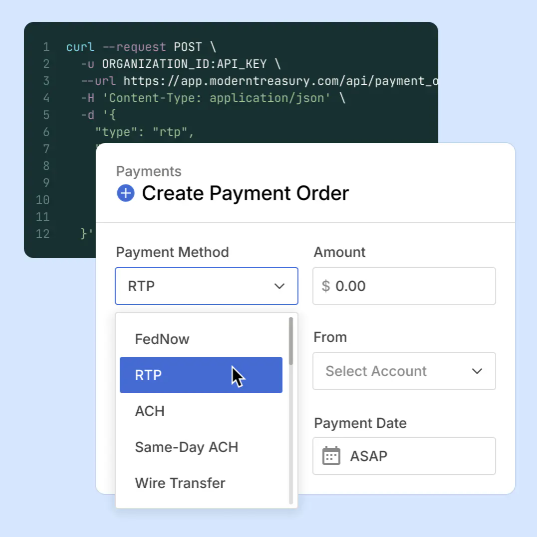 1 curl --request POST \
2 -u ORGANIZATION_ID:API_KEY \
3 --url https://app.moderntreasury.com/api/payment_o
4 -H 'Content-Type: application/json' \
5 -d '{
6 "type": "rtp",
7
8
9
10
11
12 }'
Payments
Create Payment Order
Payment Method
Amount
RTP
$ 0.00
FedNow
RTP
ACH
Same-Day ACH
Wire Transfer
From
Select Account
Payment Date
ASAP